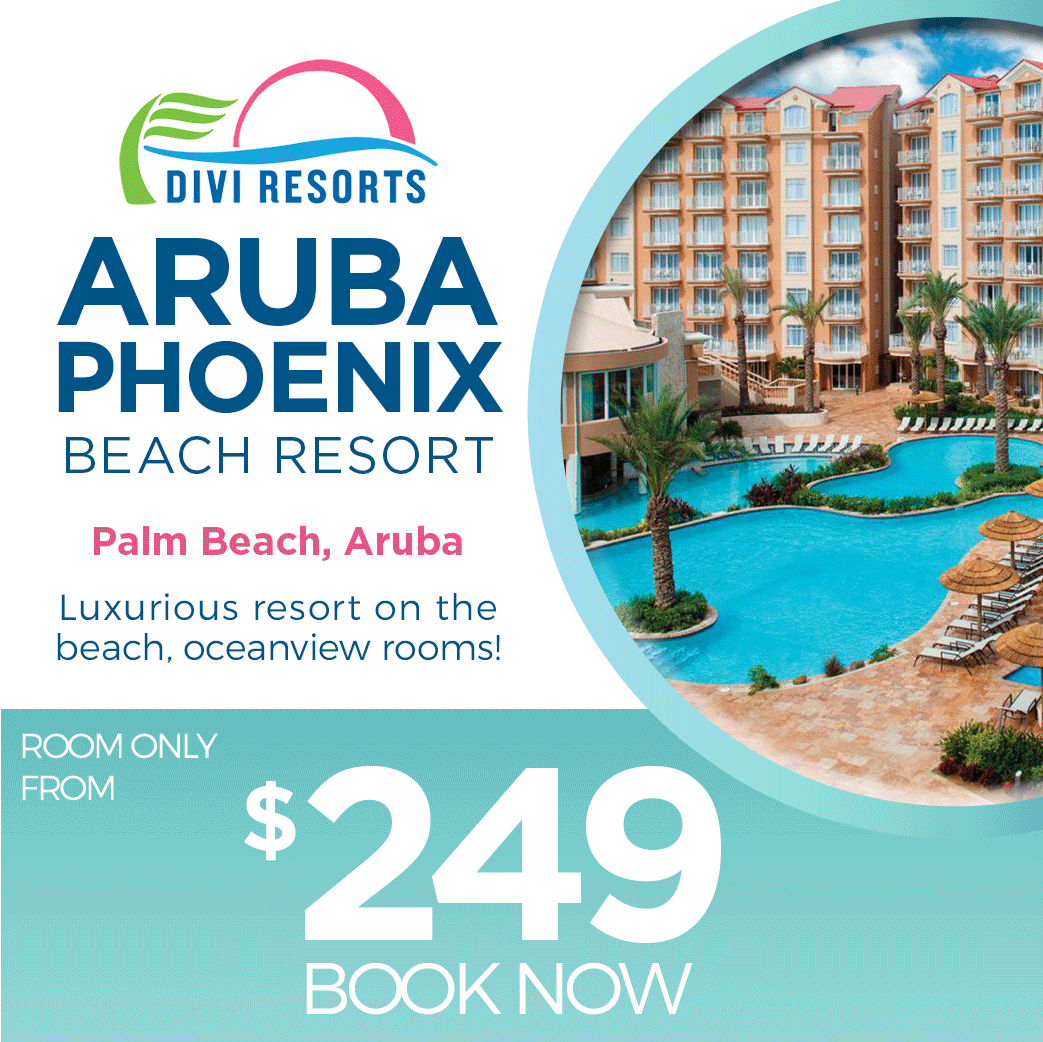 DIVI RESORTS
ARUBA
PHOENIX
BEACH RESORT
Palm Beach, Aruba
Luxurious resort on the
beach, oceanview rooms!
ROOM ONLY
FROM
$249
BOOK NOW